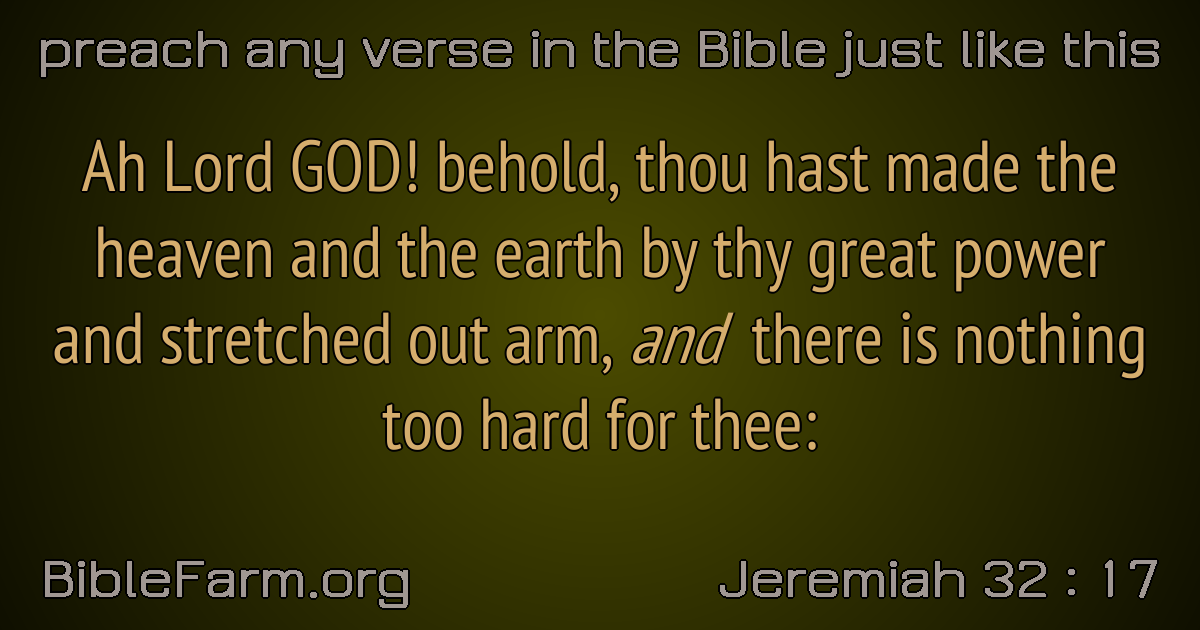 preach any verse in the Bible just like this
Ah Lord GOD! behold, thou hast made the
heaven and the earth by thy great power
and stretched out arm, and there is nothing
too hard for thee:
BibleFarm.org
Jeremiah 32 : 17